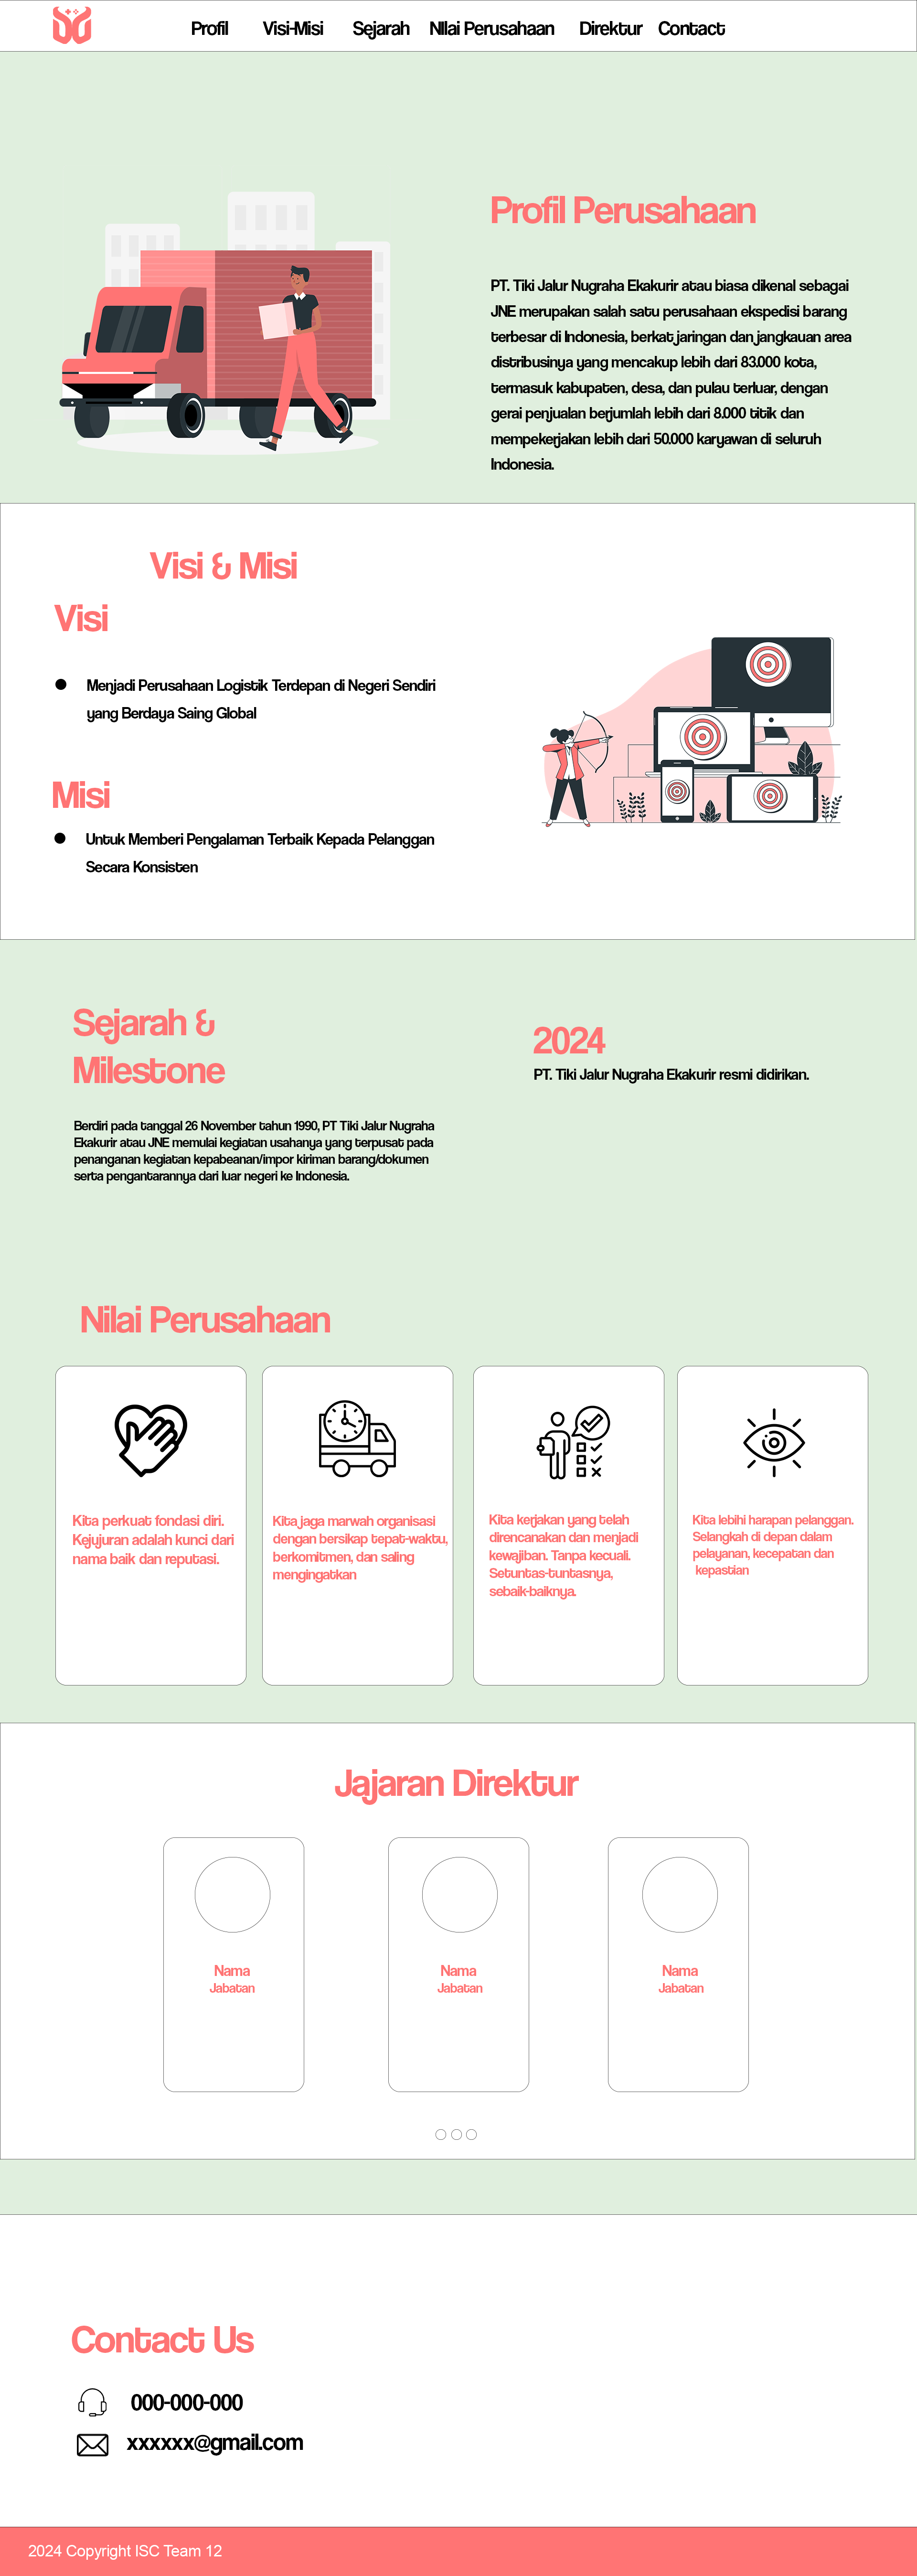 Profil
Visi-Misi
Sejarah
NIlai Perusahaan
Direktur
Contact
Profil Perusahaan
PT. Tiki Jalur Nugraha Ekakurir atau biasa dikenal sebagai
JNE merupakan salah satu perusahaan ekspedisi barang
terbesar di Indonesia, berkat jaringan dan jangkauan area
distribusinya yang mencakup lebih dari 83.000 kota,
termasuk kabupaten, desa, dan pulau terluar, dengan
gerai penjualan berjumlah lebih dari 8.000 titik dan
mempekerjakan lebih dari 50.000 karyawan di seluruh
Indonesia.
Visi & Misi
Visi
Menjadi Perusahaan Logistik Terdepan di Negeri Sendiri
yang Berdaya Saing Global
Misi
Untuk Memberi Pengalaman Terbaik Kepada Pelanggan
Secara Konsisten
Sejarah &
Milestone
Berdiri pada tanggal 26 November tahun 1990, PT Tiki Jalur Nugraha
Ekakurir atau JNE memulai kegiatan usahanya yang terpusat pada
penanganan kegiatan kepabeanan/impor kiriman barang/dokumen
serta pengantarannya dari luar negeri ke Indonesia.
2024
PT. Tiki Jalur Nugraha Ekakurir resmi didirikan.
Nilai Perusahaan
Kita perkuat fondasi diri.
Kejujuran adalah kunci dari
nama baik dan reputasi.
Kita jaga marwah organisasi
dengan bersikap tepat-waktu,
berkomitmen, dan saling
mengingatkan
Kita kerjakan yang telah
direncanakan dan menjadi
kewajiban. Tanpa kecuali.
Setuntas-tuntasnya,
sebaik-baiknya.
Kita lebihi harapan pelanggan.
Selangkah di depan dalam
pelayanan, kecepatan dan
kepastian
Jajaran Direktur
Nama
Jabatan
Nama
Jabatan
Nama
Jabatan
Contact Us
000-000-000
xxxxxx@gmail.com
2024 Copyright ISC Team 12